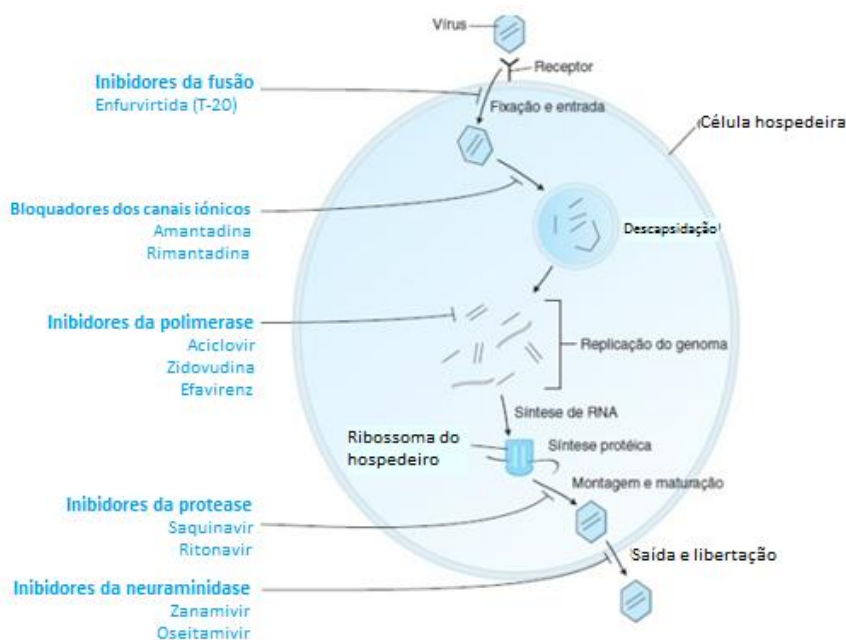 Vírus
Receptor
Inibidores da fusão
Enfurvirtida (T-20)
Fixação e entrada
Célula hospedeira
Bloquadores dos canais iónicos
Amantadina
Rimantadina
Descapsidação
Inibidores da polimerase
Aciclovir
Zidovudina
Efavirenz
Replicação do genoma
Síntese de RNA
Ribossoma do
hospedeiro
Síntese protéica
Montagem e maturação
Inibidores da protease
Saquinavir
Ritonavir
Saída e libertação
Inibidores da neuraminidase
Zanamivir
Oseitamivir